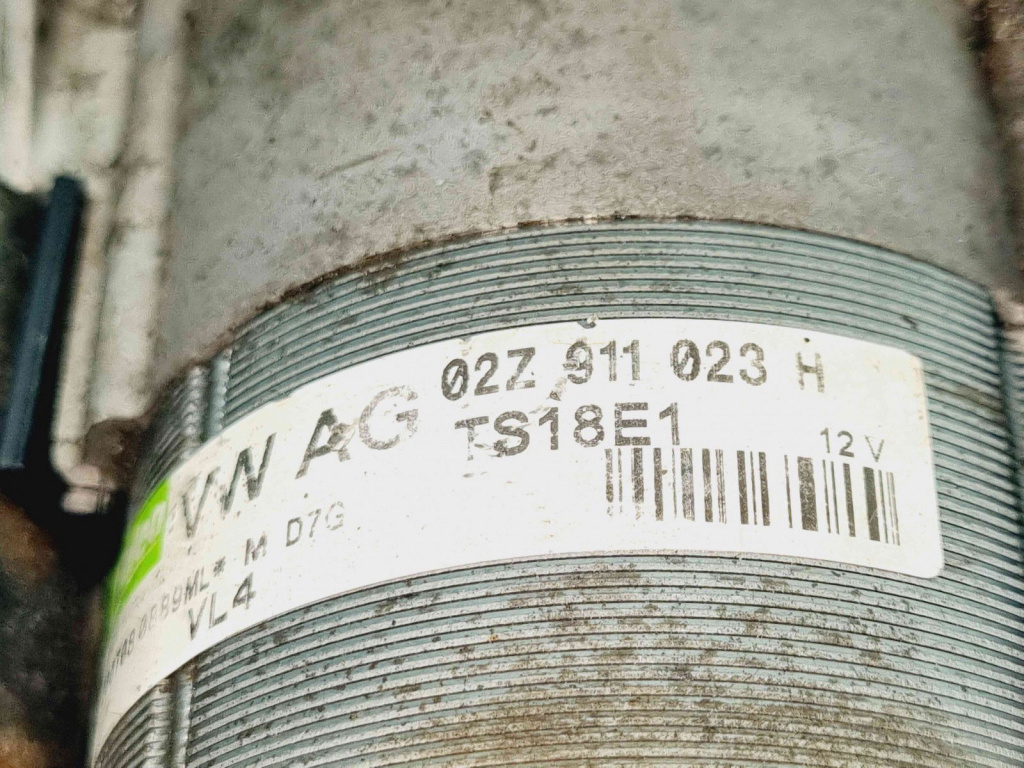 02Z 911 023 H
VW AG TS18E1
12 V
M D7G
VL4